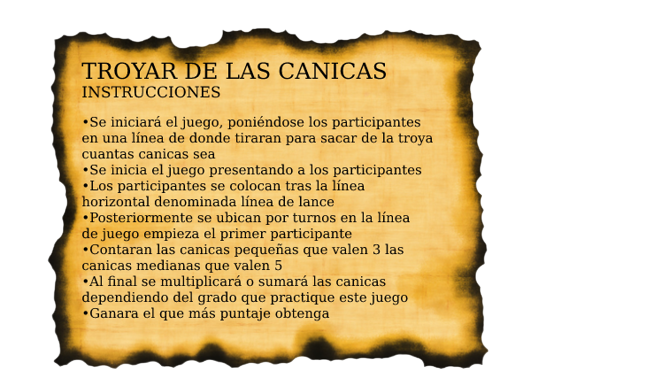 TROYAR DE LAS CANICAS
INSTRUCCIONES
•Se iniciará el juego, poniéndose los participantes
en una línea de donde tiraran para sacar de la troya
cuantas canicas sea
•Se inicia el juego presentando a los participantes
•Los participantes se colocan tras la línea
horizontal denominada línea de lance
•Posteriormente se ubican por turnos en la línea
de juego empieza el primer participante
•Contaran las canicas pequeñas que valen 3 las
canicas medianas que valen 5
•Al final se multiplicará o sumará las canicas
dependiendo del grado que practique este juego
•Ganara el que más puntaje obtenga